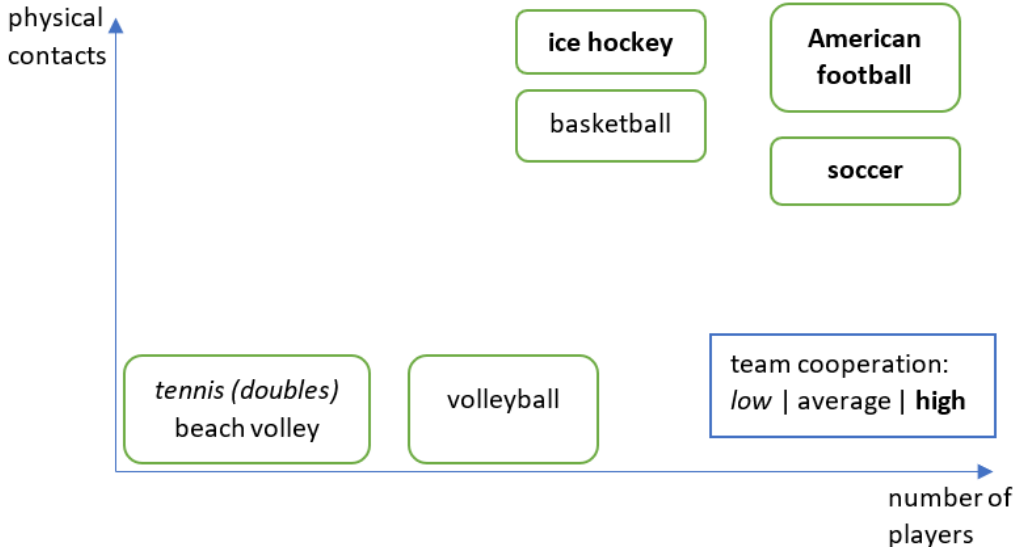 physical
contacts
ice hockey
American
football
basketball
soccer
team cooperation:
low | average | high
tennis (doubles)
beach volley
volleyball
number of
players